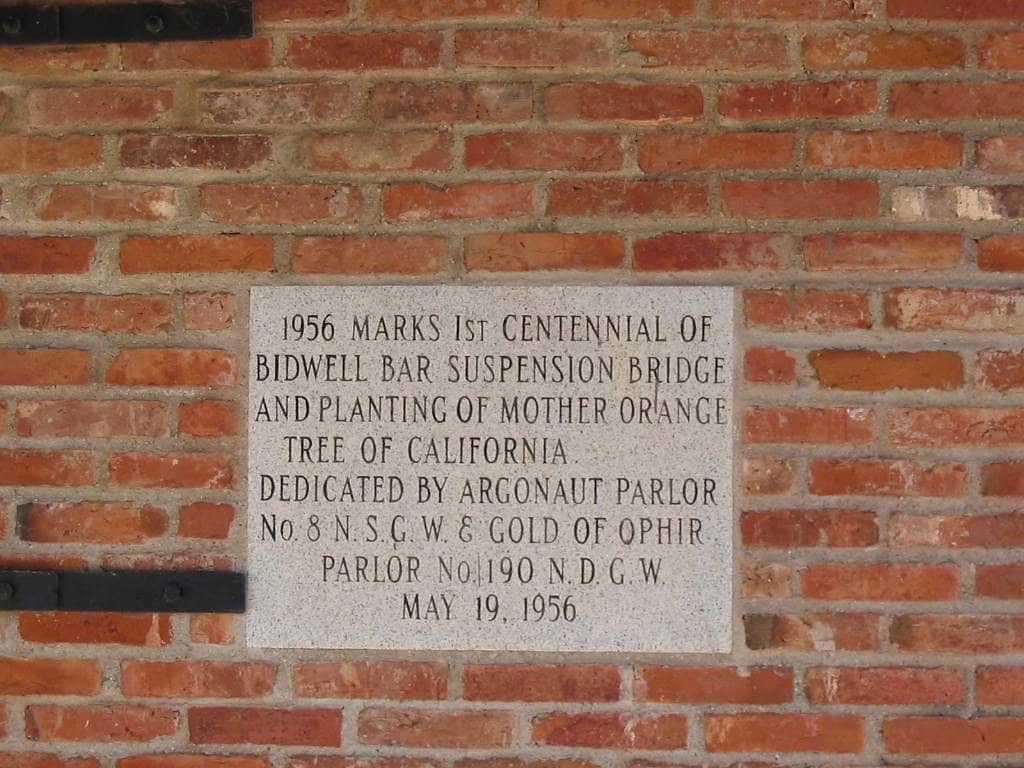 1956 MARKS 1ST CENTENNIAL OF
BIDWELL BAR SUSPENSION BRIDGE
AND PLANTING OF MOTHER ORANGE
TREE OF CALIFORNIA.
DEDICATED BY ARGONAUT PARLOR
No. 8 N.S.G.W. & GOLD OF OPHIR
PARLOR No. 190 N.D.G.W.
MAY 19, 1956